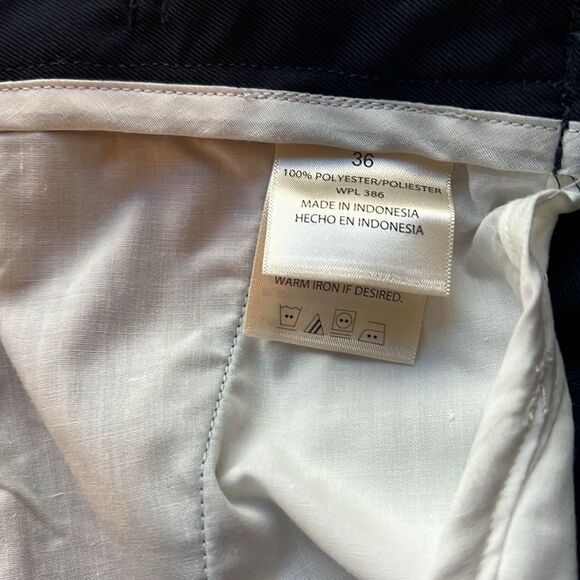 36
100% POLYESTER/POLIESTER
WPL 386
MADE IN INDONESIA
HECHO EN INDONESIA
WARM IRON IF DESIRED.